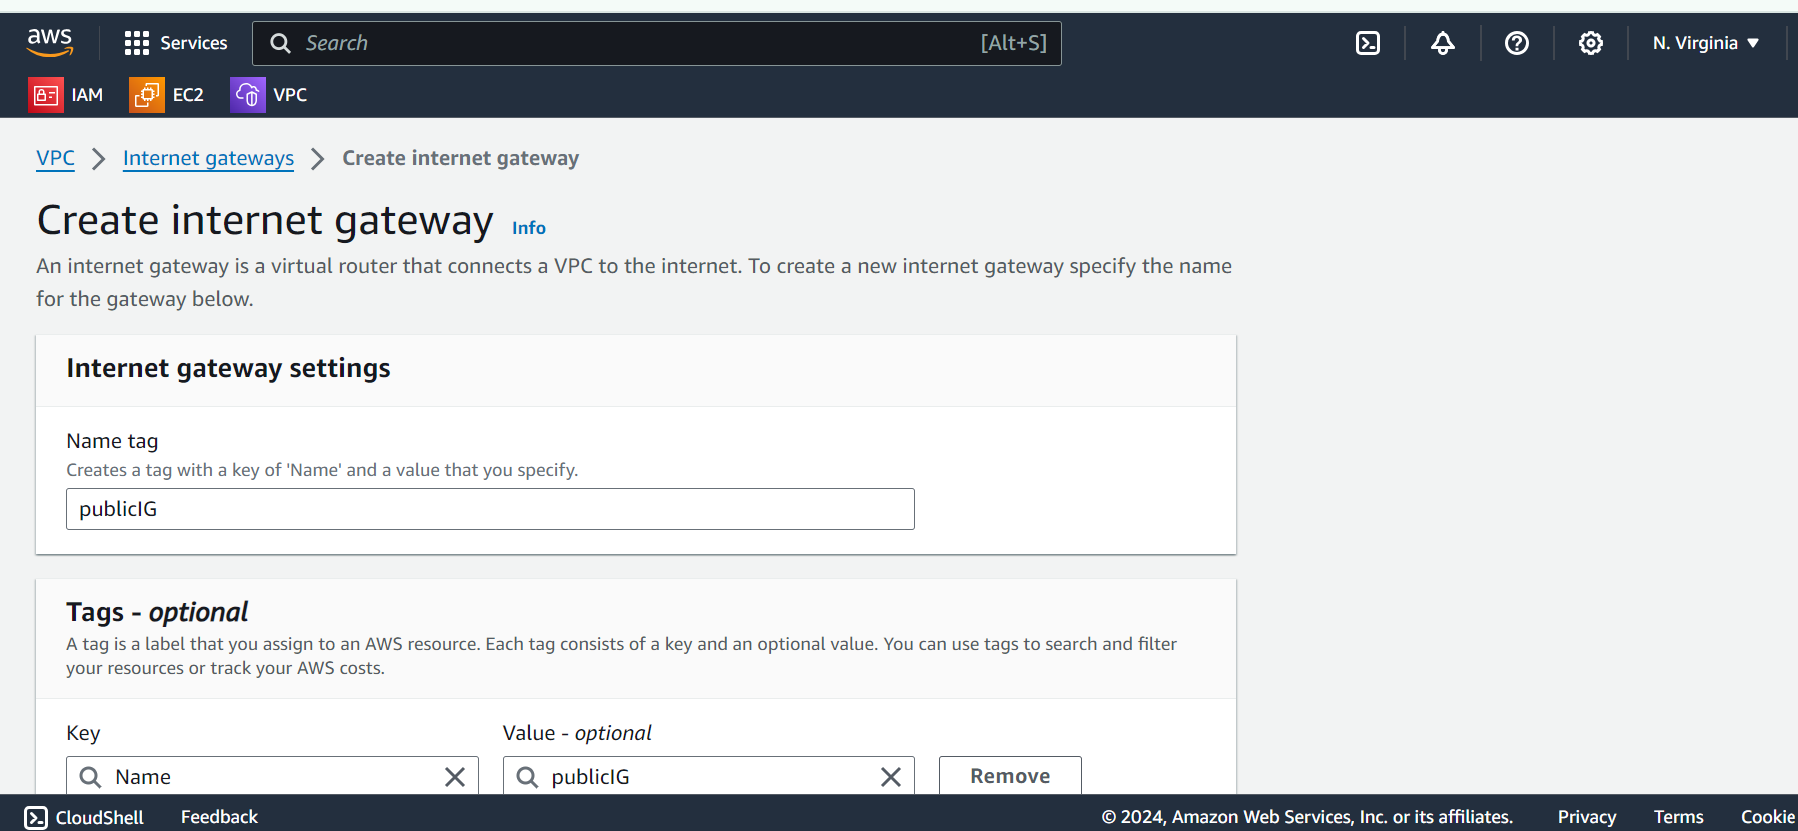 aws
Services
Search
[Alt+S]
N. Virginia
IAM
EC2
VPC
VPC
Internet gateways
Create internet gateway
Create internet gateway
Info
An internet gateway is a virtual router that connects a VPC to the internet. To create a new internet gateway specify the name
for the gateway below.
Internet gateway settings
Name tag
Creates a tag with a key of 'Name' and a value that you specify.
publicIG
Tags - optional
A tag is a label that you assign to an AWS resource. Each tag consists of a key and an optional value. You can use tags to search and filter
your resources or track your AWS costs.
Key
Value - optional
Name
publicIG
Remove
CloudShell
Feedback
© 2024, Amazon Web Services, Inc. or its affiliates.
Privacy
Terms
Cookie